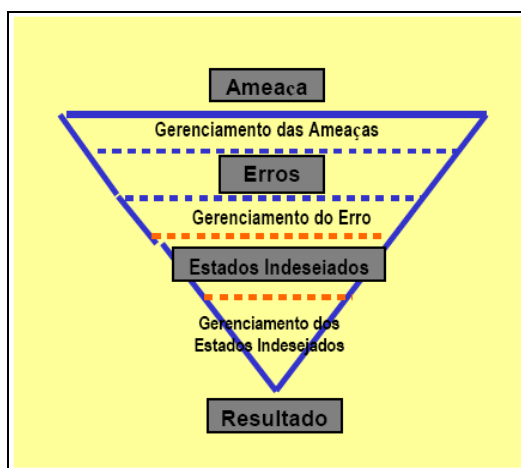 Ameaça
Gerenciamento das Ameaças
Erros
Gerenciamento do Erro
Estados Indesejados
Gerenciamento dos
Estados Indesejados
Resultado